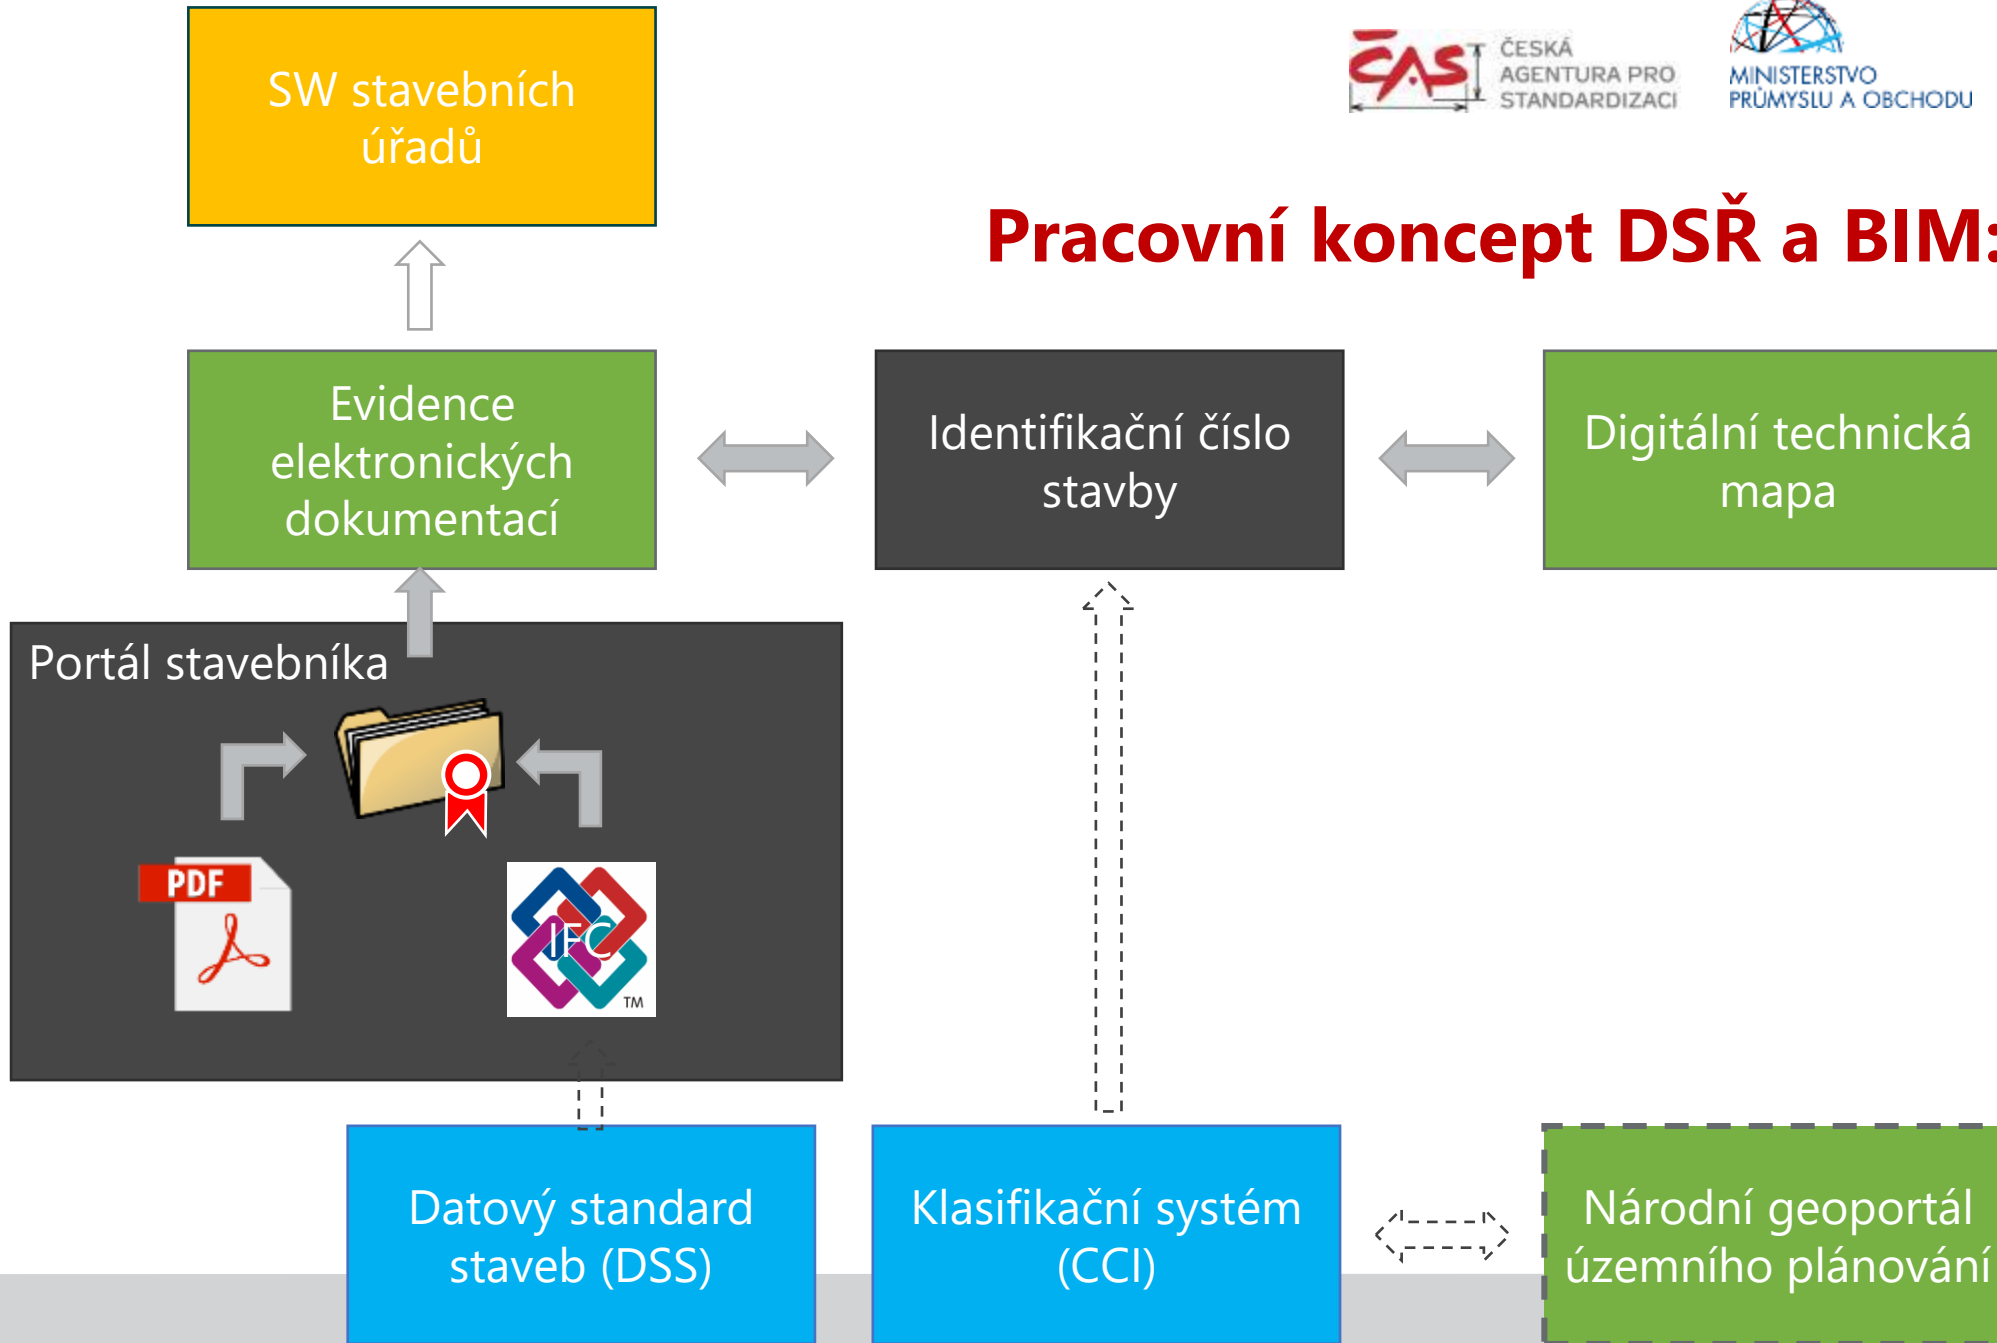 SW stavebních
úřadů
ČAS
ČESKÁ
AGENTURA PRO
STANDARDIZACI
MINISTERSTVO
PRŮMYSLU A OBCHODU
Pracovní koncept DSŘ a BIM:
Evidence
elektronických
dokumentací
Identifikační číslo
stavby
Digitální technická
mapa
Portál stavebníka
PDF
IFC
TM
Datový standard
staveb (DSS)
Klasifikační systém
(CCI)
Národní geoportál
územního plánování